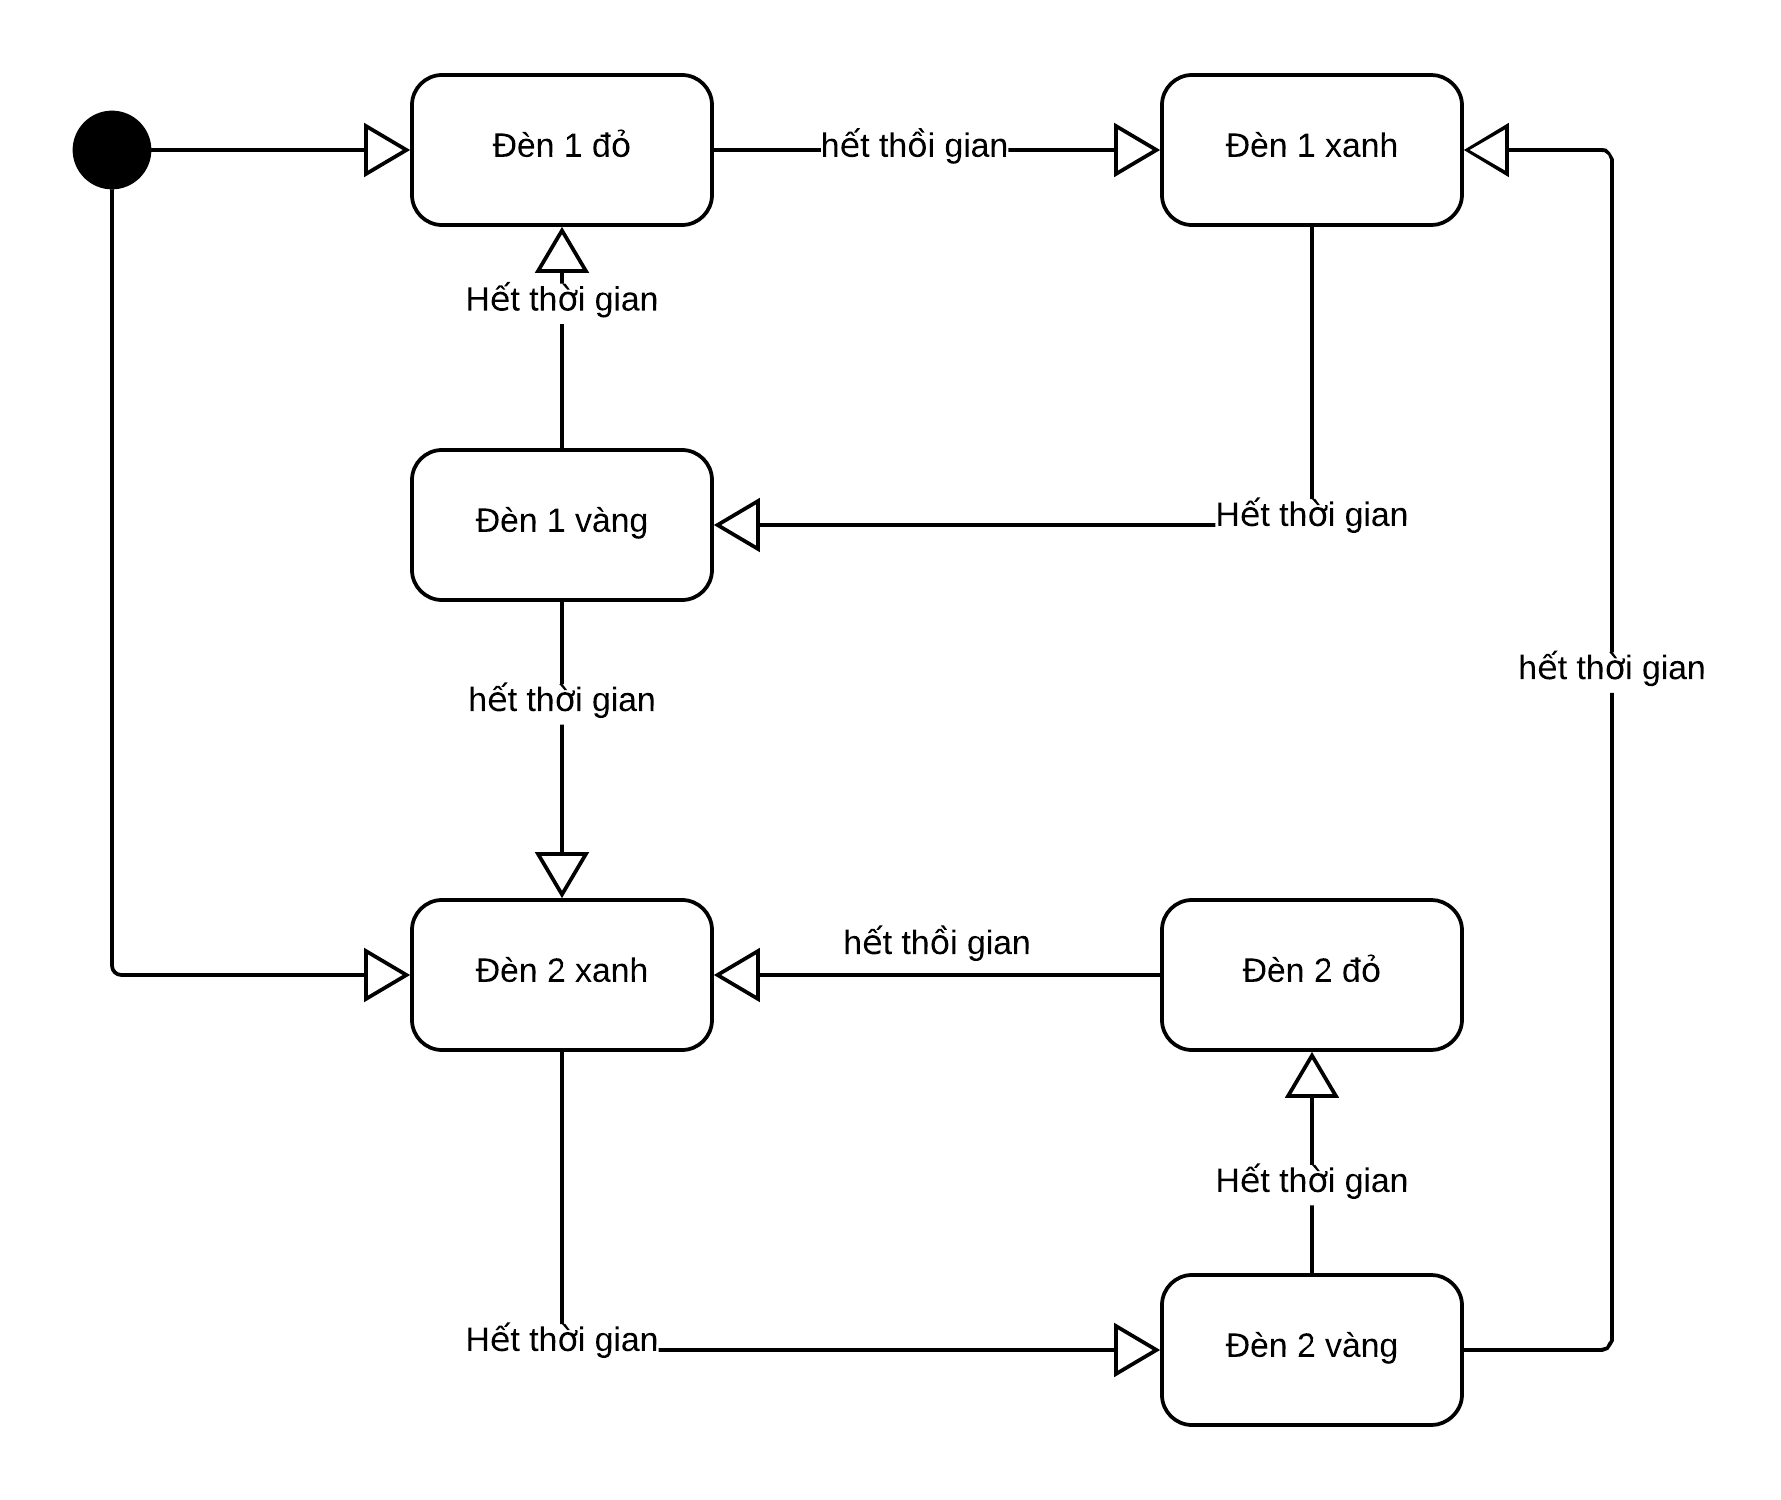 Đèn 1 đỏ
hết thồi gian
Đèn 1 xanh
Hết thời gian
Đèn 1 vàng
Hết thời gian
hết thời gian
hết thời gian
Đèn 2 xanh
hết thồi gian
Đèn 2 đỏ
Hết thời gian
Hết thời gian
Đèn 2 vàng